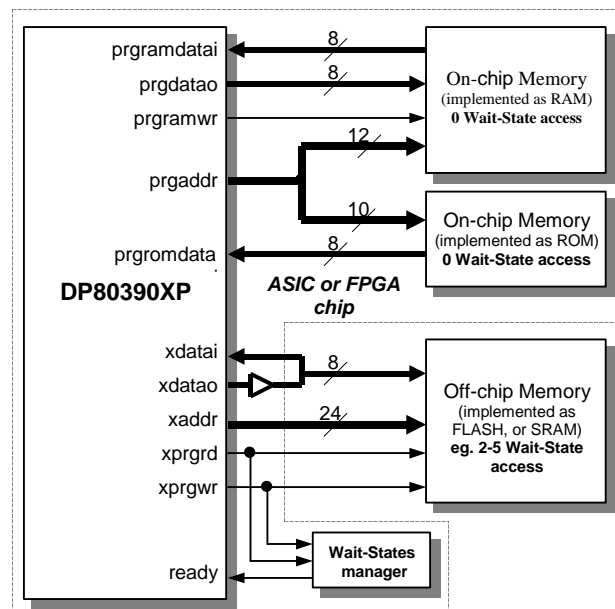 prgramdatai
prgdatao
prgramwr
prgaddr
prgromdata
DP80390XP
xdatai
xdatao
xaddr
xprgrd
xprgwr
ready
8
8
12
10
8
ASIC or FPGA
chip
8
24
On-chip Memory
(implemented as RAM)
0 Wait-State access
On-chip Memory
(implemented as ROM)
0 Wait-State access
Off-chip Memory
(implemented as
FLASH, or SRAM)
eg. 2-5 Wait-State
access
Wait-States
manager